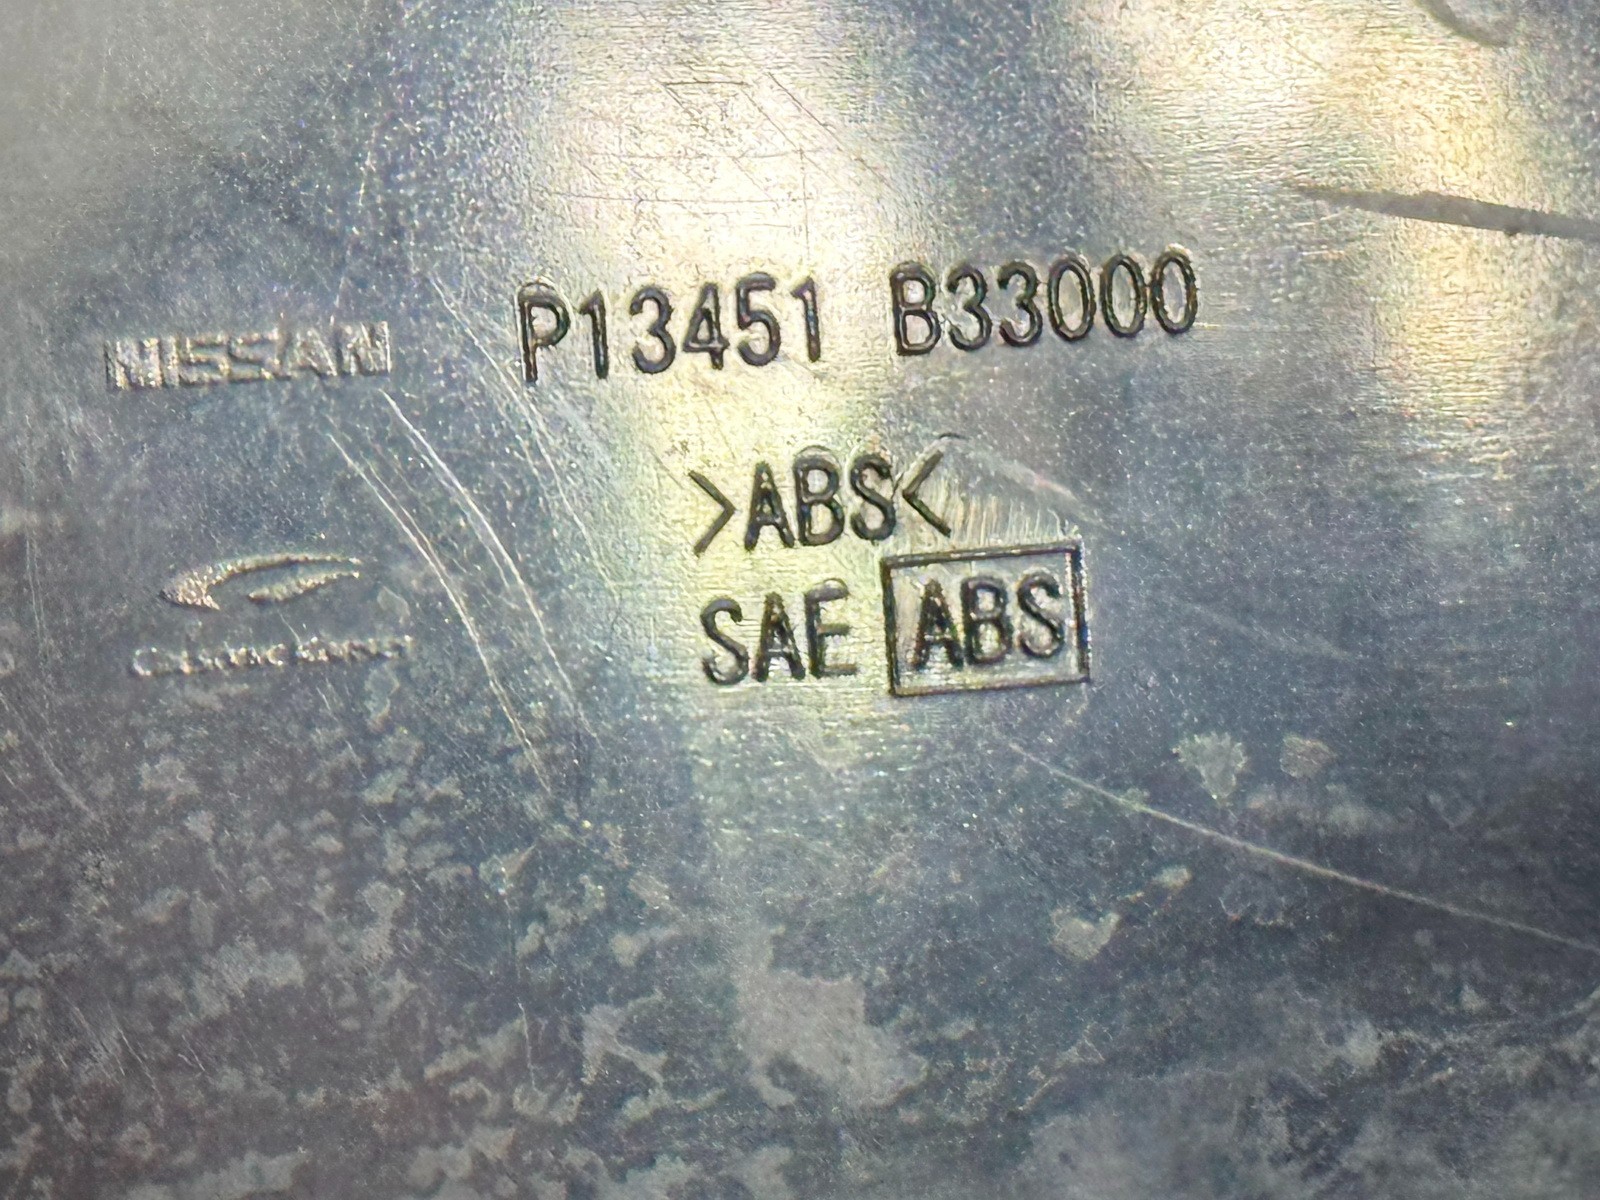 NISSAN P13451 B33000
>ABS<
SAE ABS